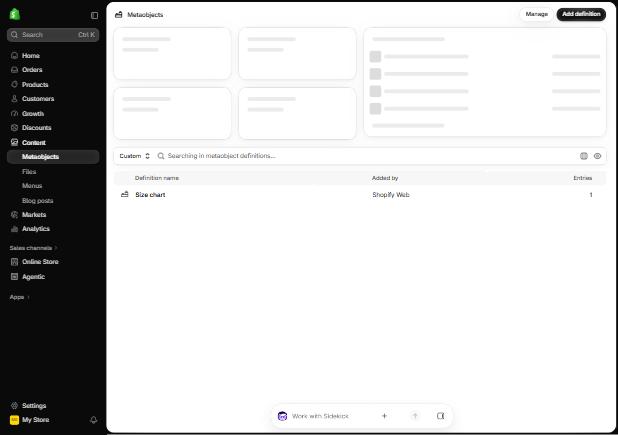 Search Ctrl K
Home
Orders
Products
Customers
Growth
Discounts
Content
Metaobjects
Files
Menus
Blog posts
Markets
Analytics
Sales channels
Online Store
Agentic
Apps
Settings
My Store
Metaobjects
Manage
Add definition
Custom
Searching in metaobject definitions...
Definition name Added by Entries
Size chart Shopify Web 1
Work with Sidekick